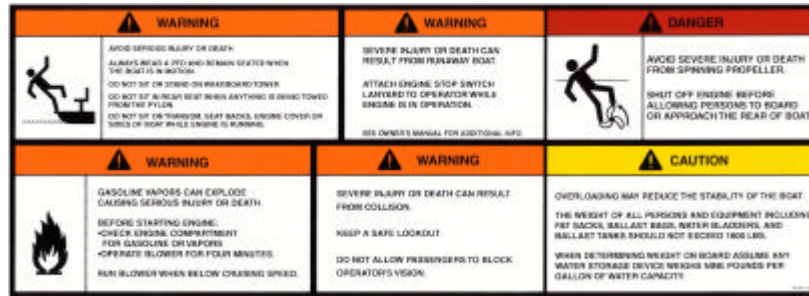 WARNING
AVOID SERIOUS INJURY OR DEATH.
ALWAYS WEAR A PFD AND REMAIN SEATED WHEN
THE BOAT IS IN MOTION.
DO NOT SIT OR STAND ON WAKEBOARD TOWER.
DO NOT SIT IN REAR SEAT WHEN ANYTHING IS BEING TOWED
FROM THE PYLON.
DO NOT SIT ON TRANSOM, SEAT BACKS, ENGINE COVER OR
SIDES OF BOAT WHILE ENGINE IS RUNNING.
WARNING
SEVERE INJURY OR DEATH CAN
RESULT FROM RUNAWAY BOAT.
ATTACH ENGINE STOP SWITCH
LANYARD TO OPERATOR WHILE
ENGINE IS IN OPERATION.
SEE OWNER'S MANUAL FOR ADDITIONAL INFO.
DANGER
AVOID SEVERE INJURY OR DEATH
FROM SPINNING PROPELLER.
SHUT OFF ENGINE BEFORE
ALLOWING PERSONS TO BOARD
OR APPROACH THE REAR OF BOAT
WARNING
GASOLINE VAPORS CAN EXPLODE
CAUSING SERIOUS INJURY OR DEATH.
BEFORE STARTING ENGINE:
•CHECK ENGINE COMPARTMENT
FOR GASOLINE OR VAPORS
•OPERATE BLOWER FOR FOUR MINUTES.
RUN BLOWER WHEN BELOW CRUISING SPEED.
WARNING
SEVERE INJURY OR DEATH CAN RESULT
FROM COLLISION.
KEEP A SAFE LOOKOUT.
DO NOT ALLOW PASSENGERS TO BLOCK
OPERATOR'S VISION.
CAUTION
OVERLOADING MAY REDUCE THE STABILITY OF THE BOAT.
THE WEIGHT OF ALL PERSONS AND EQUIPMENT INCLUDING
FAT SACKS, BALLAST BAGS, WATER BLADDERS, AND
BALLAST TANKS SHOULD NOT EXCEED LBS.
WHEN DETERMINING WEIGHT ON BOARD ASSUME ANY
WATER STORAGE DEVICE WEIGHS NINE POUNDS PER
GALLON OF WATER CAPACITY.